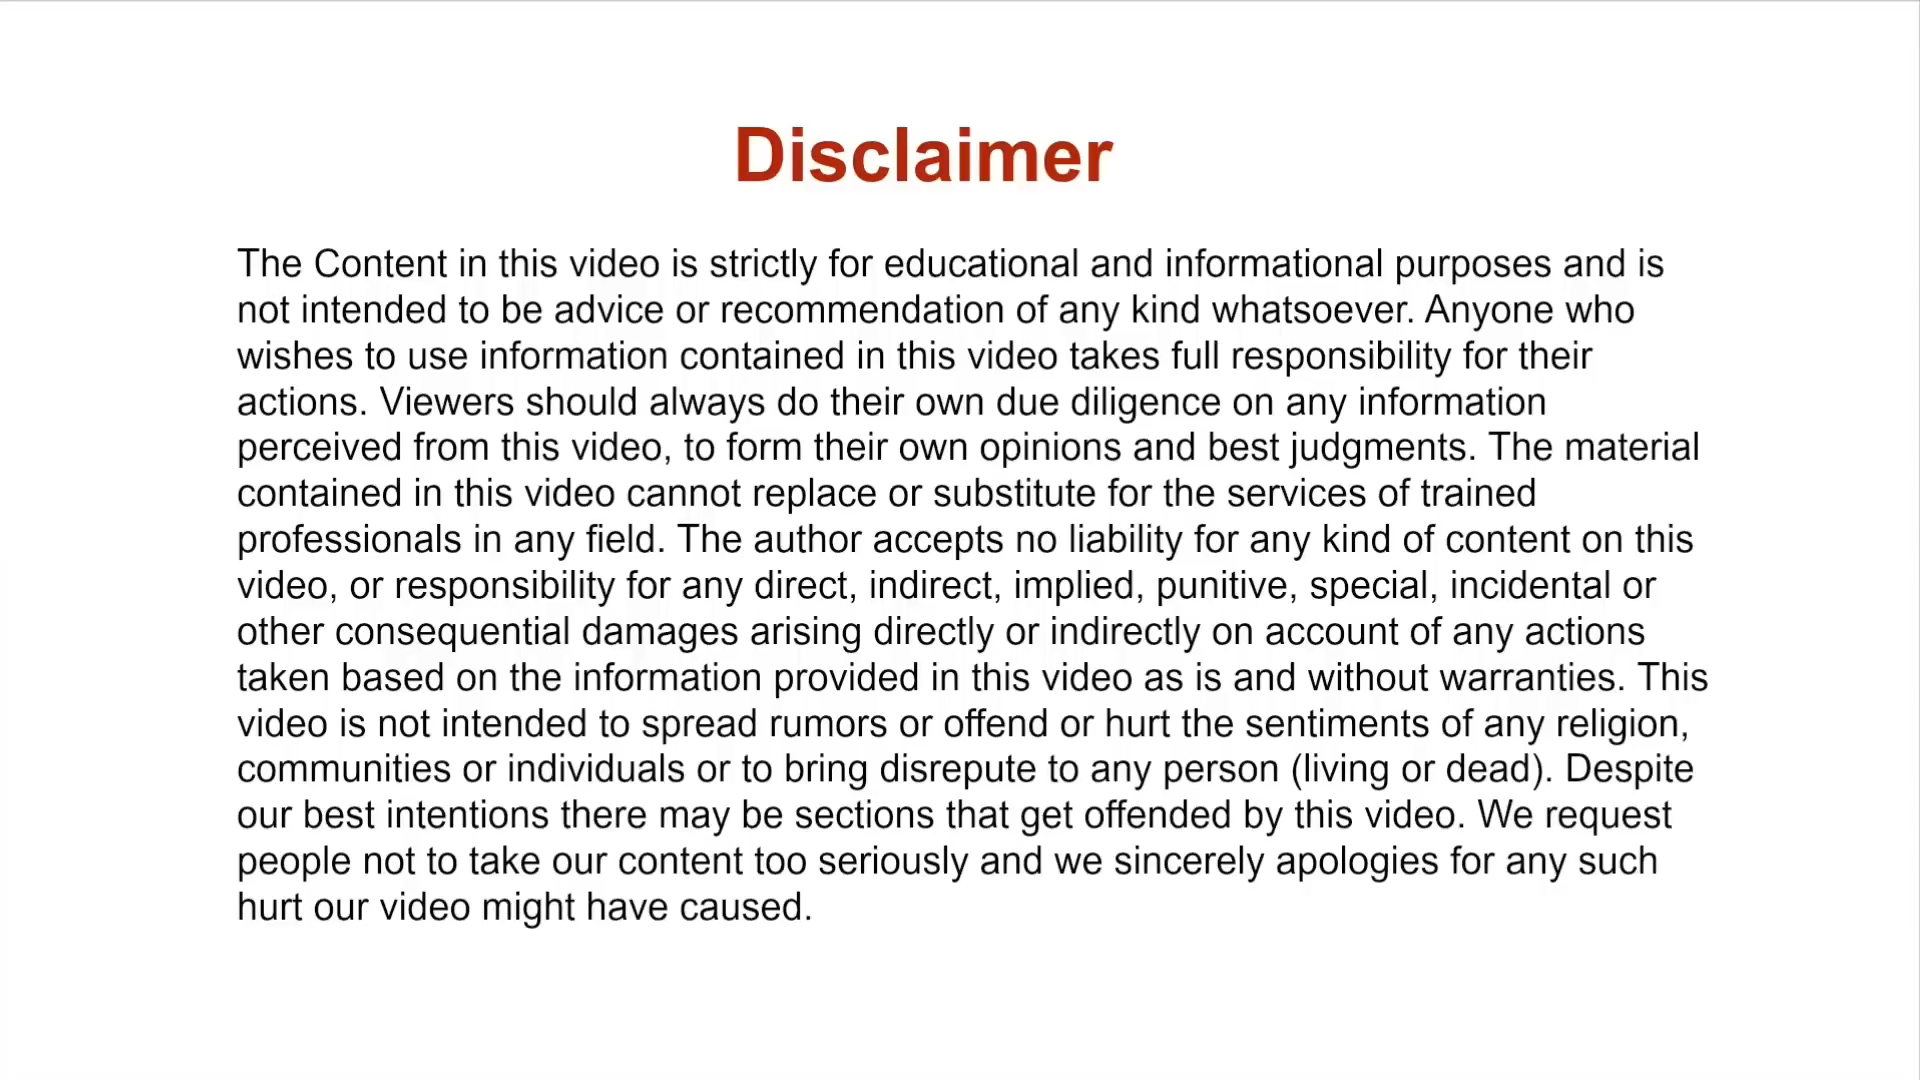 Disclaimer
The Content in this video is strictly for educational and informational purposes and is
not intended to be advice or recommendation of any kind whatsoever. Anyone who
wishes to use information contained in this video takes full responsibility for their
actions. Viewers should always do their own due diligence on any information
perceived from this video, to form their own opinions and best judgments. The material
contained in this video cannot replace or substitute for the services of trained
professionals in any field. The author accepts no liability for any kind of content on this
video, or responsibility for any direct, indirect, implied, punitive, special, incidental or
other consequential damages arising directly or indirectly on account of any actions
taken based on the information provided in this video as is and without warranties. This
video is not intended to spread rumors or offend or hurt the sentiments of any religion,
communities or individuals or to bring disrepute to any person (living or dead). Despite
our best intentions there may be sections that get offended by this video. We request
people not to take our content too seriously and we sincerely apologies for any such
hurt our video might have caused.